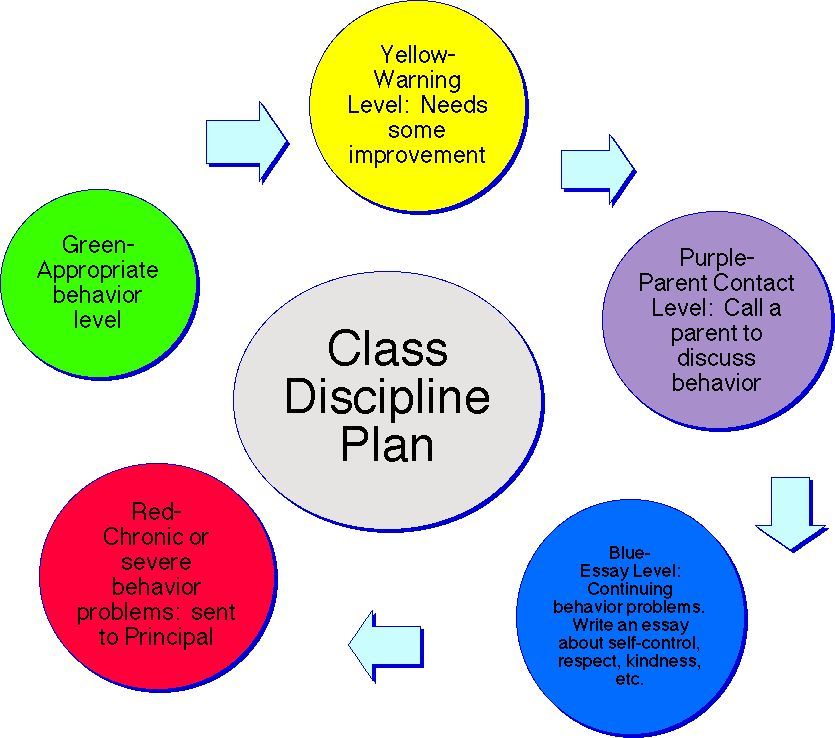 Yellow-
Warning
Level:  Needs
some
improvement
Green-
Appropriate
behavior
level
Purple-
Parent Contact
Level:  Call a
parent to
discuss
behavior
Class
Discipline
Plan
Red-
Chronic or
severe
behavior
problems:  sent
to Principal
Blue-
Essay Level:
Continuing
behavior problems.
Write an essay
about self-control,
respect, kindness,
etc.